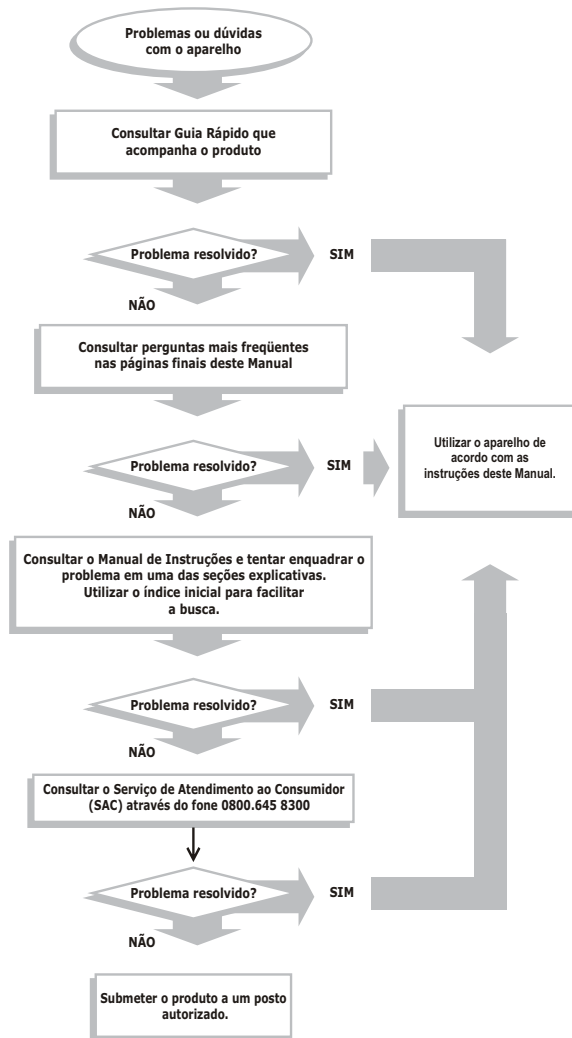 Problemas ou dúvidas
com o aparelho
Consultar Guia Rápido que
acompanha o produto
Problema resolvido?
SIM
NÃO
Consultar perguntas mais freqüentes
nas páginas finais deste Manual
Problema resolvido?
SIM
Utilizar o aparelho de
acordo com as
instruções deste Manual.
NÃO
Consultar o Manual de Instruções e tentar enquadrar o
problema em uma das seções explicativas.
Utilizar o índice inicial para facilitar
a busca.
Problema resolvido?
SIM
NÃO
Consultar o Serviço de Atendimento ao Consumidor
(SAC) através do fone 0800.645 8300
Problema resolvido?
SIM
NÃO
Submeter o produto a um posto
autorizado.